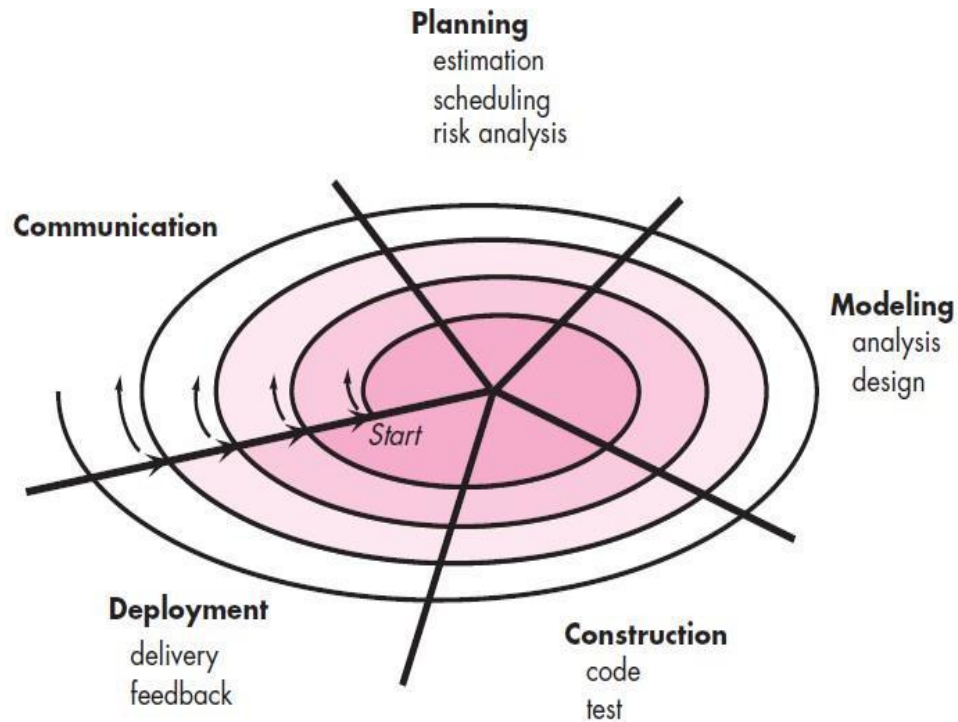 Planning
estimation
scheduling
risk analysis
Communication
Modeling
analysis
design
Start
Deployment
delivery
feedback
Construction
code
test